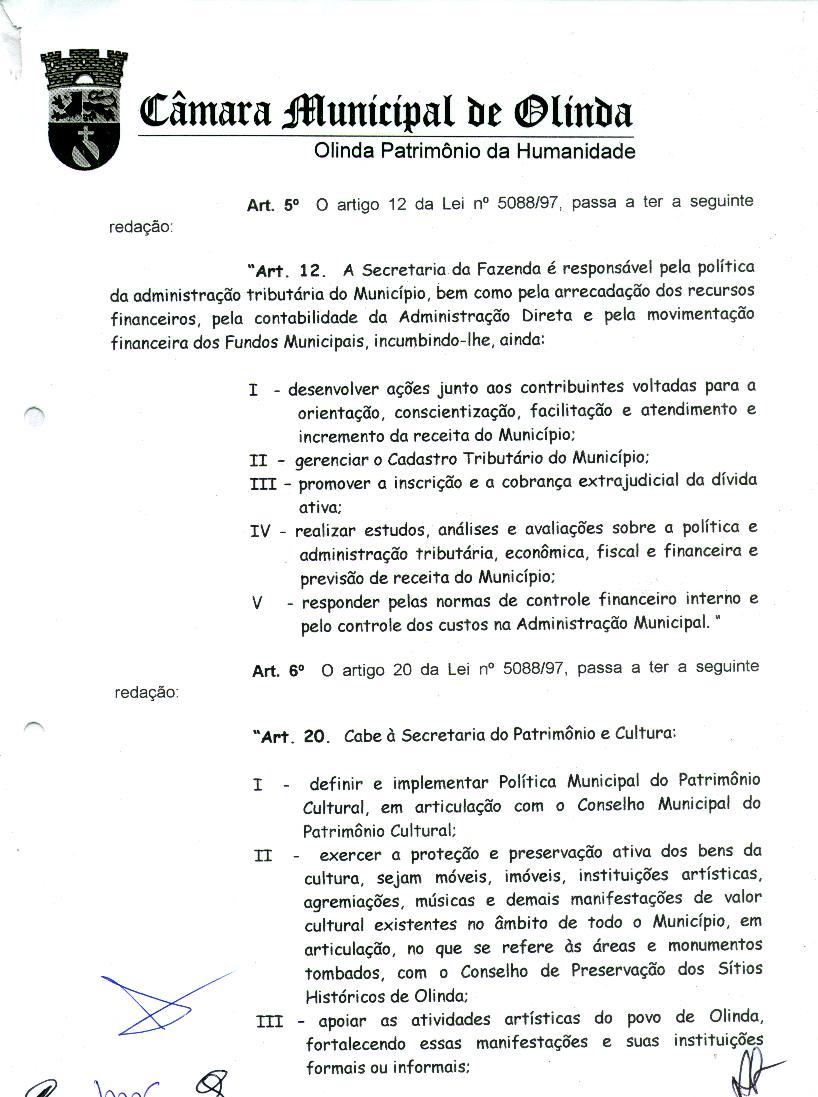 Câmara Municipal de Olinda
Olinda Patrimônio da Humanidade
Art. 5º O artigo 12 da Lei nº 5088/97, passa a ter a seguinte
redação:
"Art. 12. A Secretaria da Fazenda é responsável pela política
da administração tributária do Município, bem como pela arrecadação dos recursos
financeiros, pela contabilidade da Administração Direta e pela movimentação
financeira dos Fundos Municipais, incumbindo-lhe, ainda:
I - desenvolver ações junto aos contribuintes voltadas para a
orientação, conscientização, facilitação e atendimento e
incremento da receita do Município;
II - gerenciar o Cadastro Tributário do Município;
III - promover a inscrição e a cobrança extrajudicial da dívida
ativa;
IV - realizar estudos, análises e avaliações sobre a política e
administração tributária, econômica, fiscal e financeira e
previsão de receita do Município;
V - responder pelas normas de controle financeiro interno e
pelo controle dos custos na Administração Municipal. "
Art. 6º O artigo 20 da Lei nº 5088/97, passa a ter a seguinte
redação:
"Art. 20. Cabe à Secretaria do Patrimônio e Cultura:
I - definir e implementar Política Municipal do Patrimônio
Cultural, em articulação com o Conselho Municipal do
Patrimônio Cultural;
II - exercer a proteção e preservação ativa dos bens da
cultura, sejam móveis, imóveis, instituições artísticas,
agremiações, músicas e demais manifestações de valor
cultural existentes no âmbito de todo o Município, em
articulação, no que se refere às áreas e monumentos
tombados, com o Conselho de Preservação dos Sítios
Históricos de Olinda;
III - apoiar as atividades artísticas do povo de Olinda,
fortalecendo essas manifestações e suas instituições
formais ou informais;